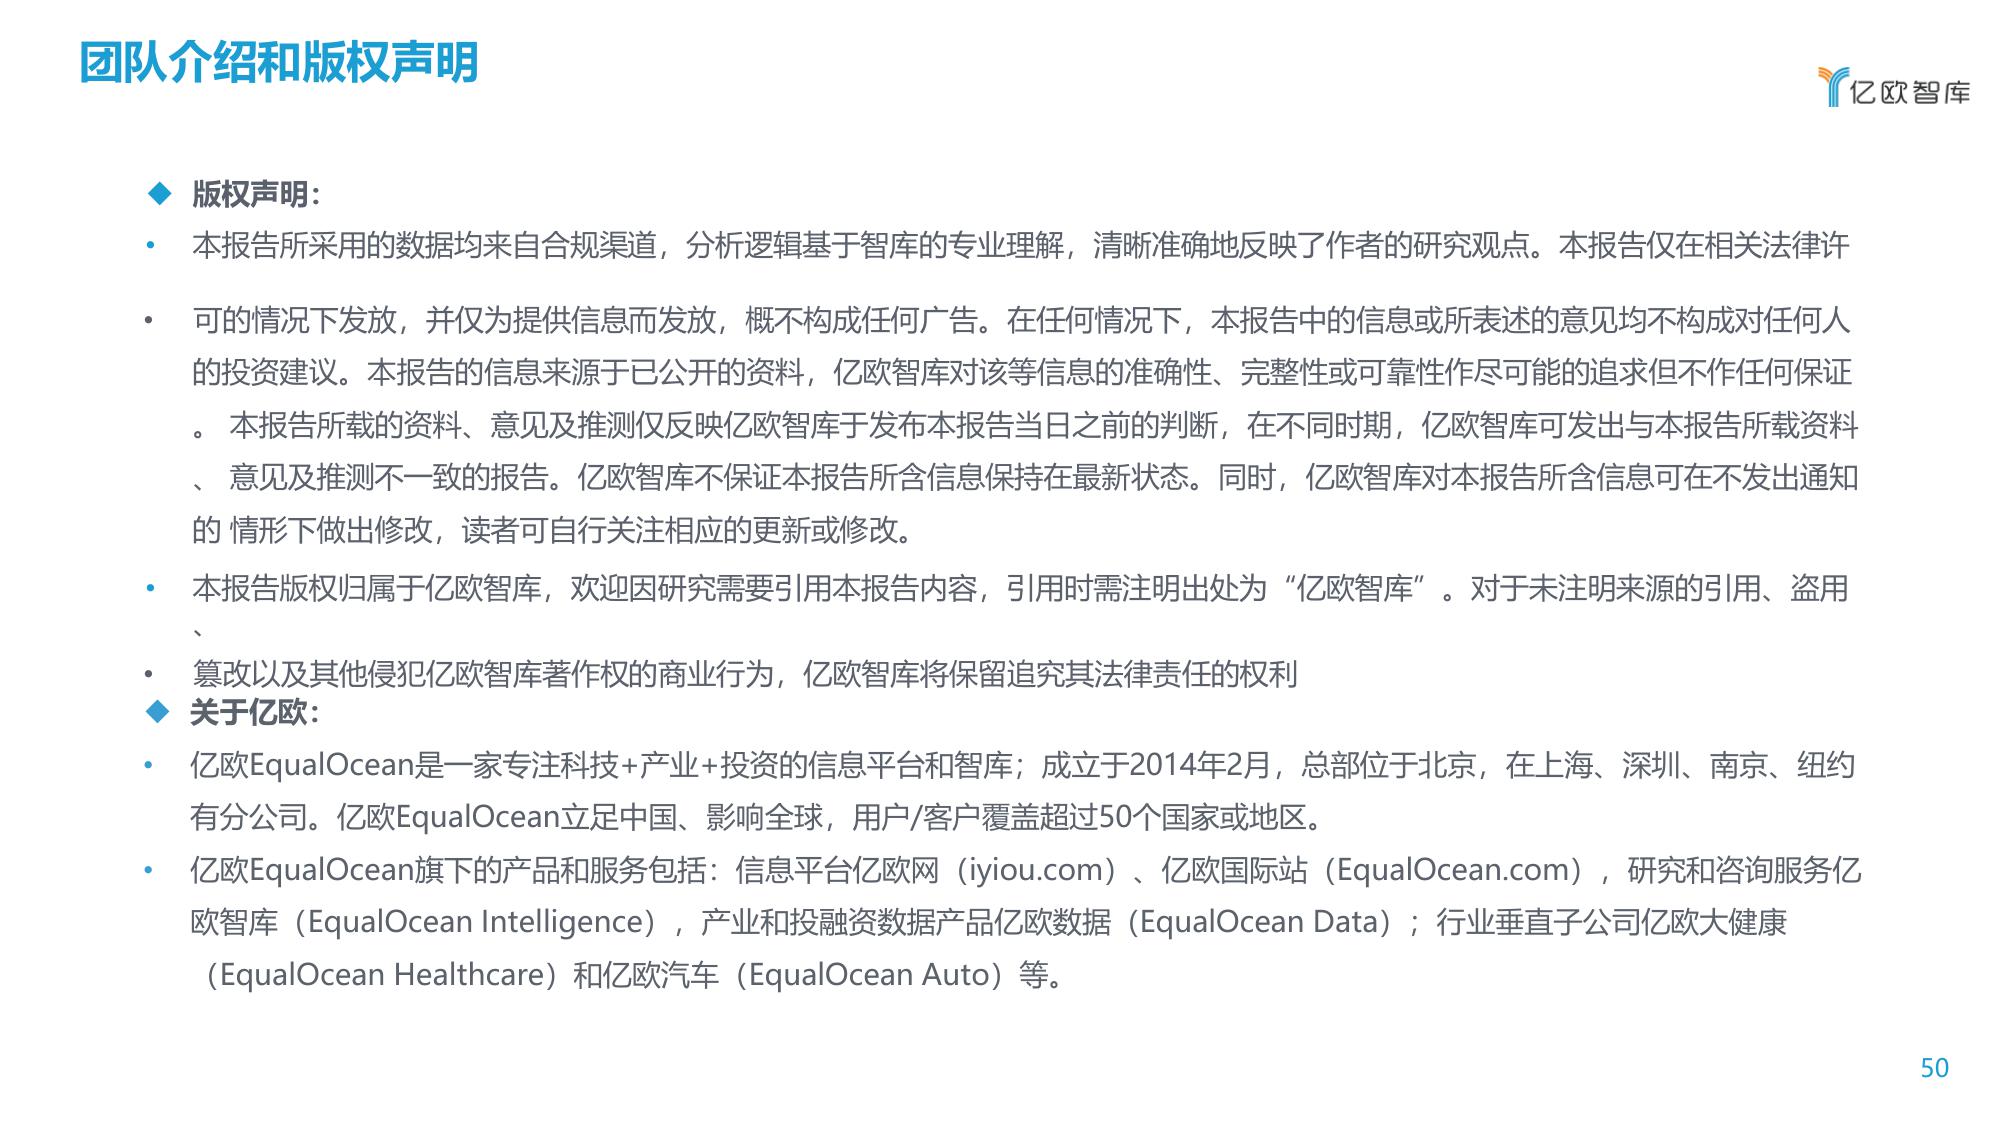 团队介绍和版权声明
亿欧智库
◆ 版权声明：
• 本报告所采用的数据均来自合规渠道，分析逻辑基于智库的专业理解，清晰准确地反映了作者的研究观点。本报告仅在相关法律许
• 可的情况下发放，并仅为提供信息而发放，概不构成任何广告。在任何情况下，本报告中的信息或所表述的意见均不构成对任何人
的投资建议。本报告的信息来源于已公开的资料，亿欧智库对该等信息的准确性、完整性或可靠性作尽可能的追求但不作任何保证
。 本报告所载的资料、意见及推测仅反映亿欧智库于发布本报告当日之前的判断，在不同时期，亿欧智库可发出与本报告所载资料
、 意见及推测不一致的报告。亿欧智库不保证本报告所含信息保持在最新状态。同时，亿欧智库对本报告所含信息可在不发出通知
的 情形下做出修改，读者可自行关注相应的更新或修改。
• 本报告版权归属于亿欧智库，欢迎因研究需要引用本报告内容，引用时需注明出处为“亿欧智库”。对于未注明来源的引用、盗用
、
• 篡改以及其他侵犯亿欧智库著作权的商业行为，亿欧智库将保留追究其法律责任的权利
◆ 关于亿欧：
• 亿欧EqualOcean是一家专注科技+产业+投资的信息平台和智库；成立于2014年2月，总部位于北京，在上海、深圳、南京、纽约
有分公司。亿欧EqualOcean立足中国、影响全球，用户/客户覆盖超过50个国家或地区。
• 亿欧EqualOcean旗下的产品和服务包括：信息平台亿欧网（iyiou.com）、亿欧国际站（EqualOcean.com），研究和咨询服务亿
欧智库（EqualOcean Intelligence），产业和投融资数据产品亿欧数据（EqualOcean Data）；行业垂直子公司亿欧大健康
（EqualOcean Healthcare）和亿欧汽车（EqualOcean Auto）等。
50